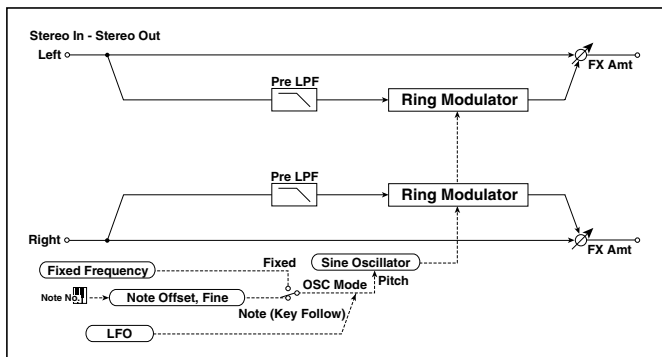 Stereo In - Stereo Out
Left
FX Amt
Pre LPF
Ring Modulator
Pre LPF
Ring Modulator
Right
FX Amt
Fixed
Sine Oscillator
Fixed Frequency
OSC Mode
Pitch
Note No.
Note Offset, Fine
Note (Key Follow)
LFO